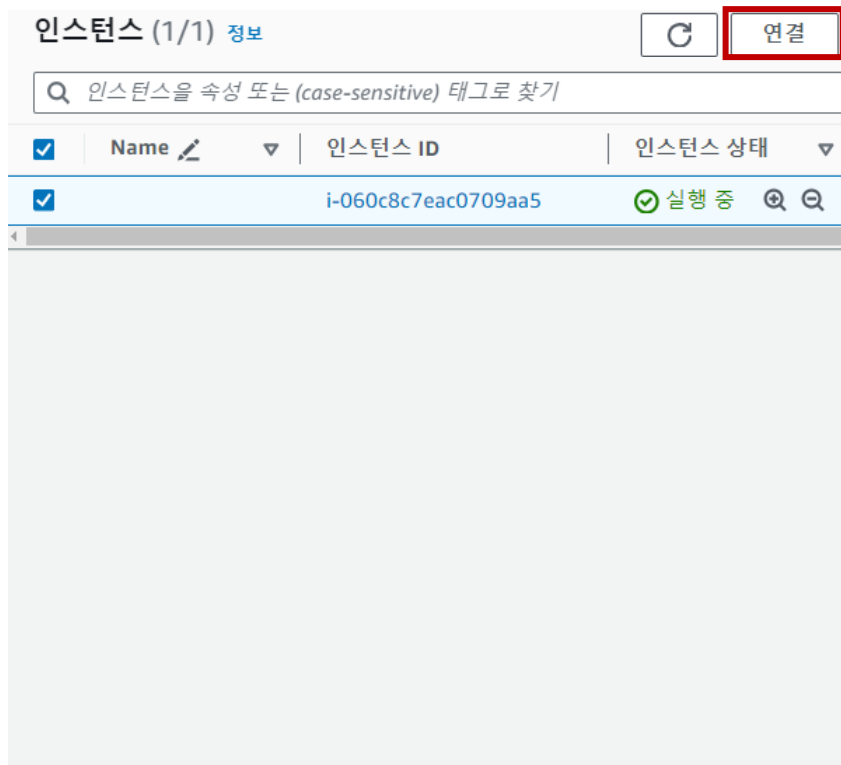 인스턴스 (1/1) 정보 연결
인스턴스을 속성 또는 (case-sensitive) 태그로 찾기
Name 인스턴스 ID 인스턴스 상태
i-060c8c7eac0709aa5 실행 중